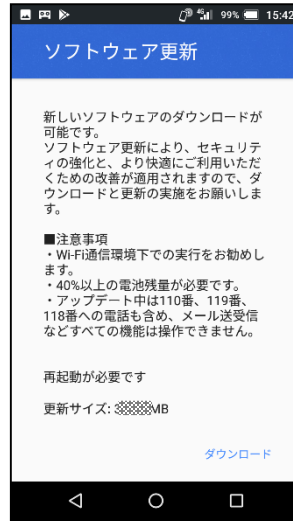 4G 99% 15:42
ソフトウェア更新
新しいソフトウェアのダウンロードが
可能です。
ソフトウェア更新により、セキュリテ
ィの強化と、より快適にご利用いただ
くための改善が適用されますので、ダ
ウンロードと更新の実施をお願いしま
す。
■注意事項
・Wi-Fi通信環境下での実行をお勧めし
ます。
・40%以上の電池残量が必要です。
・アップデート中は110番、119番、
118番への電話も含め、メール送受信
などすべての機能は操作できません。
再起動が必要です
更新サイズ: MB
ダウンロード